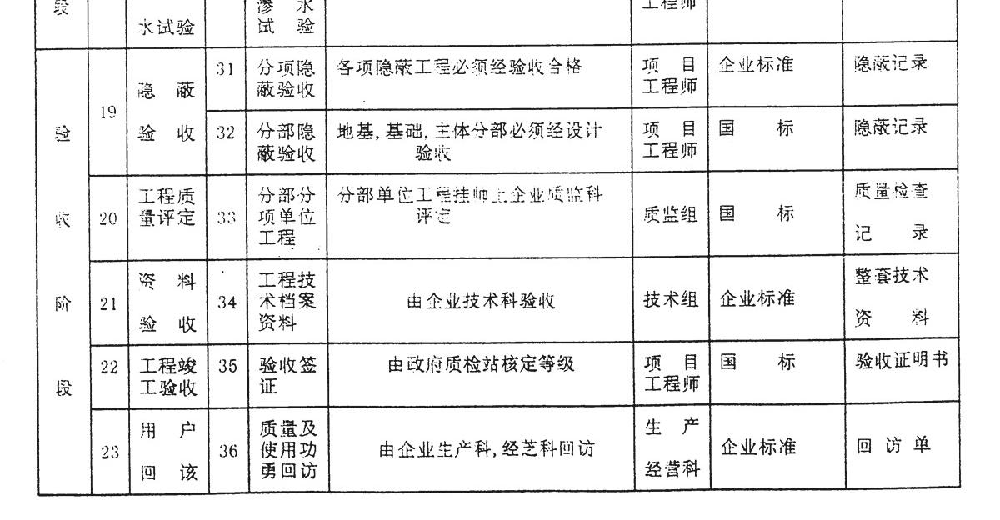 段 水试验 渗水 试验 工程师
验收阶段
19 隐蔽验收 31 分项隐蔽验收 各项隐蔽工程必须经验收合格 项目工程师 企业标准 隐蔽记录
32 分部隐蔽验收 地基,基础,主体分部必须经设计验收 项目工程师 国标 隐蔽记录
20 工程质量评定 33 分部分项单位工程 分部单位工程挂师上企业质监科评定 质监组 国标 质量检查记录
21 资料验收 34 工程技术档案资料 由企业技术科验收 技术组 企业标准 整套技术资料
22 工程竣工验收 35 验收签证 由政府质检站核定等级 项目工程师 国标 验收证明书
23 用户回该 36 质量及使用功勇回访 由企业生产科,经芝科回访 生产经营科 企业标准 回访单